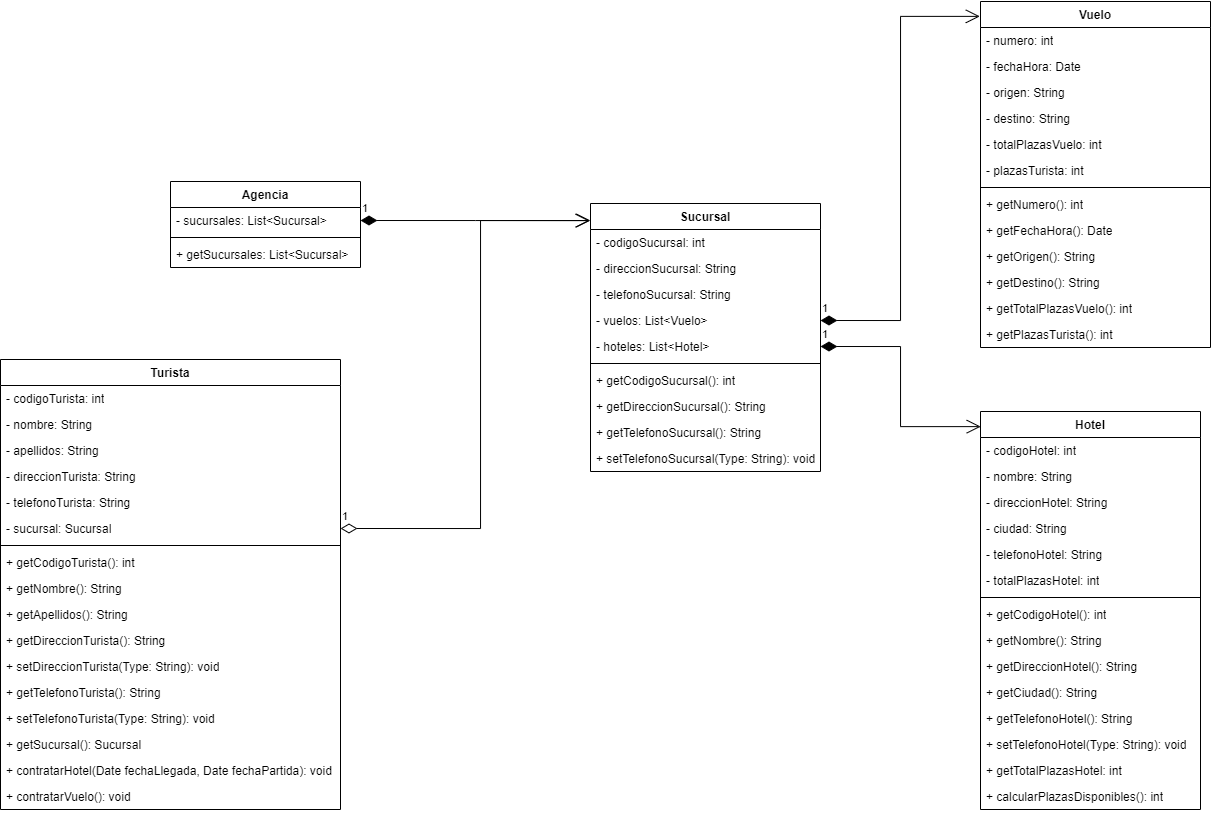 Agencia
- sucursales: List<Sucursal>
+ getSucursales: List<Sucursal>
1
Turista
- codigoTurista: int
- nombre: String
- apellidos: String
- direccionTurista: String
- telefonoTurista: String
- sucursal: Sucursal
1
+ getCodigoTurista(): int
+ getNombre(): String
+ getApellidos(): String
+ getDireccionTurista(): String
+ setDireccionTurista(Type: String): void
+ getTelefonoTurista(): String
+ setTelefonoTurista(Type: String): void
+ getSucursal(): Sucursal
+ contratarHotel(Date fechaLlegada, Date fechaPartida): void
+ contratarVuelo(): void
Sucursal
- codigoSucursal: int
- direccionSucursal: String
- telefonoSucursal: String
- vuelos: List<Vuelo>
- hoteles: List<Hotel>
1
1
+ getCodigoSucursal(): int
+ getDireccionSucursal(): String
+ getTelefonoSucursal(): String
+ setTelefonoSucursal(Type: String): void
Vuelo
- numero: int
- fechaHora: Date
- origen: String
- destino: String
- totalPlazasVuelo: int
- plazasTurista: int
+ getNumero(): int
+ getFechaHora(): Date
+ getOrigen(): String
+ getDestino(): String
+ getTotalPlazasVuelo(): int
+ getPlazasTurista(): int
Hotel
- codigoHotel: int
- nombre: String
- direccionHotel: String
- ciudad: String
- telefonoHotel: String
- totalPlazasHotel: int
+ getCodigoHotel(): int
+ getNombre(): String
+ getDireccionHotel(): String
+ getCiudad(): String
+ getTelefonoHotel(): String
+ setTelefonoHotel(Type: String): void
+ getTotalPlazasHotel: int
+ calcularPlazasDisponibles(): int